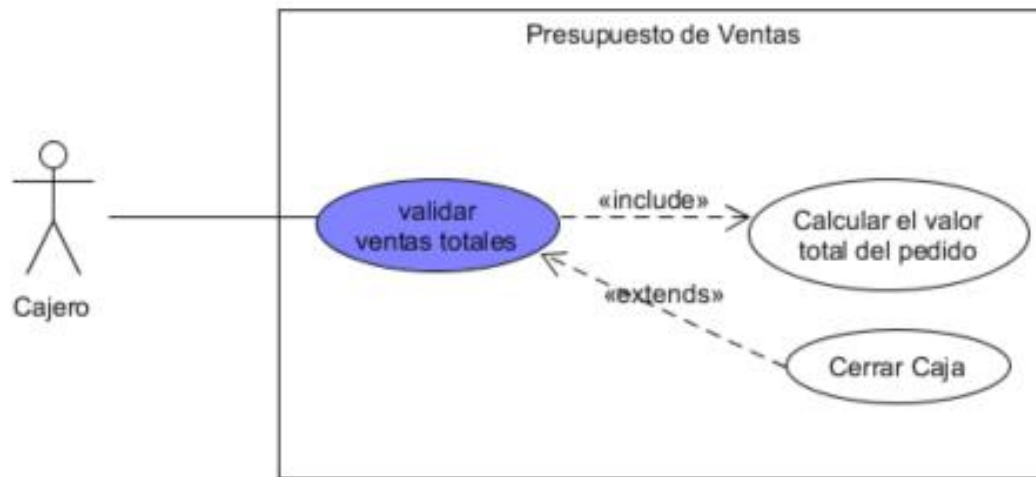 Presupuesto de Ventas
validar
ventas totales
«include»
Calcular el valor
total del pedido
«extends»
Cerrar Caja
Cajero